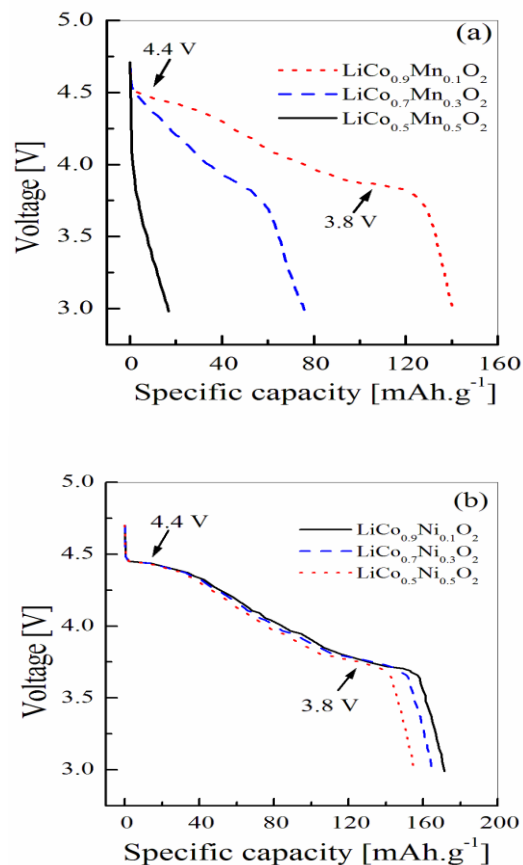 (a)
5.0
4.4 V
LiCo0.9Mn0.1O2
LiCo0.7Mn0.3O2
LiCo0.5Mn0.5O2
4.5
4.0
3.8 V
3.5
3.0
Voltage [V]
0 40 80 120 160
Specific capacity [mAh.g-1]
(b)
5.0
4.4 V
LiCo0.9Ni0.1O2
LiCo0.7Ni0.3O2
LiCo0.5Ni0.5O2
4.5
4.0
3.8 V
3.5
3.0
Voltage [V]
0 40 80 120 160 200
Specific capacity [mAh.g-1]